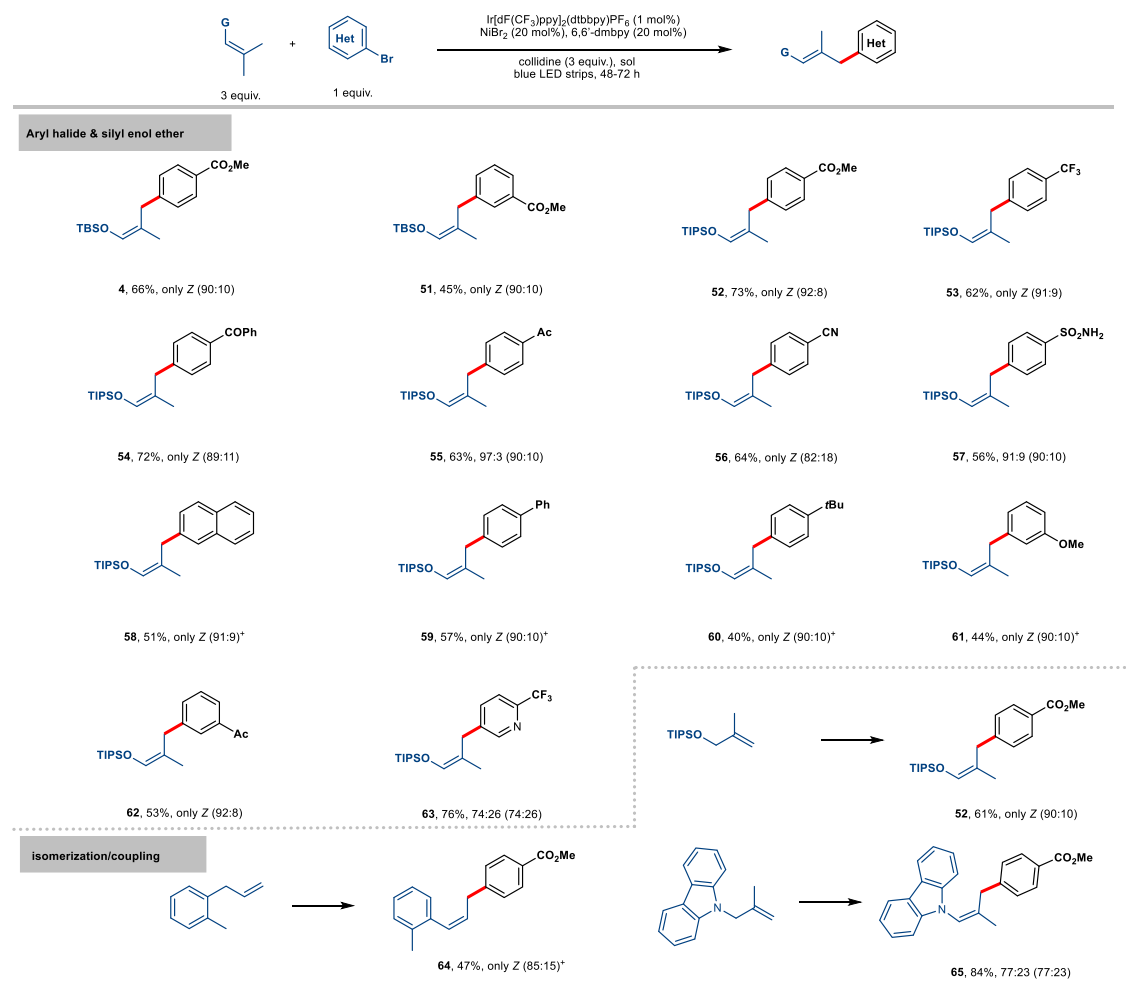 G
+
Het
Br
3 equiv.
1 equiv.
Ir[dF(CF3)ppy]2(dtbbpy)PF6 (1 mol%)
NiBr2 (20 mol%), 6,6'-dmbpy (20 mol%)
collidine (3 equiv.), sol
blue LED strips, 48-72 h
G
Het
Aryl halide & silyl enol ether
CO2Me
TBSO
4, 66%, only Z (90:10)
CO2Me
TBSO
51, 45%, only Z (90:10)
CO2Me
TIPSO
52, 73%, only Z (92:8)
CF3
TIPSO
53, 62%, only Z (91:9)
COPh
TIPSO
54, 72%, only Z (89:11)
Ac
TIPSO
55, 63%, 97:3 (90:10)
CN
TIPSO
56, 64%, only Z (82:18)
SO2NH2
TIPSO
57, 56%, 91:9 (90:10)
TIPSO
58, 51%, only Z (91:9)+
Ph
TIPSO
59, 57%, only Z (90:10)+
tBu
TIPSO
60, 40%, only Z (90:10)+
OMe
TIPSO
61, 44%, only Z (90:10)+
Ac
TIPSO
62, 53%, only Z (92:8)
CF3
N
TIPSO
63, 76%, 74:26 (74:26)
TIPSO
CO2Me
TIPSO
52, 61%, only Z (90:10)
isomerization/coupling
CO2Me
64, 47%, only Z (85:15)+
N
CO2Me
N
65, 84%, 77:23 (77:23)